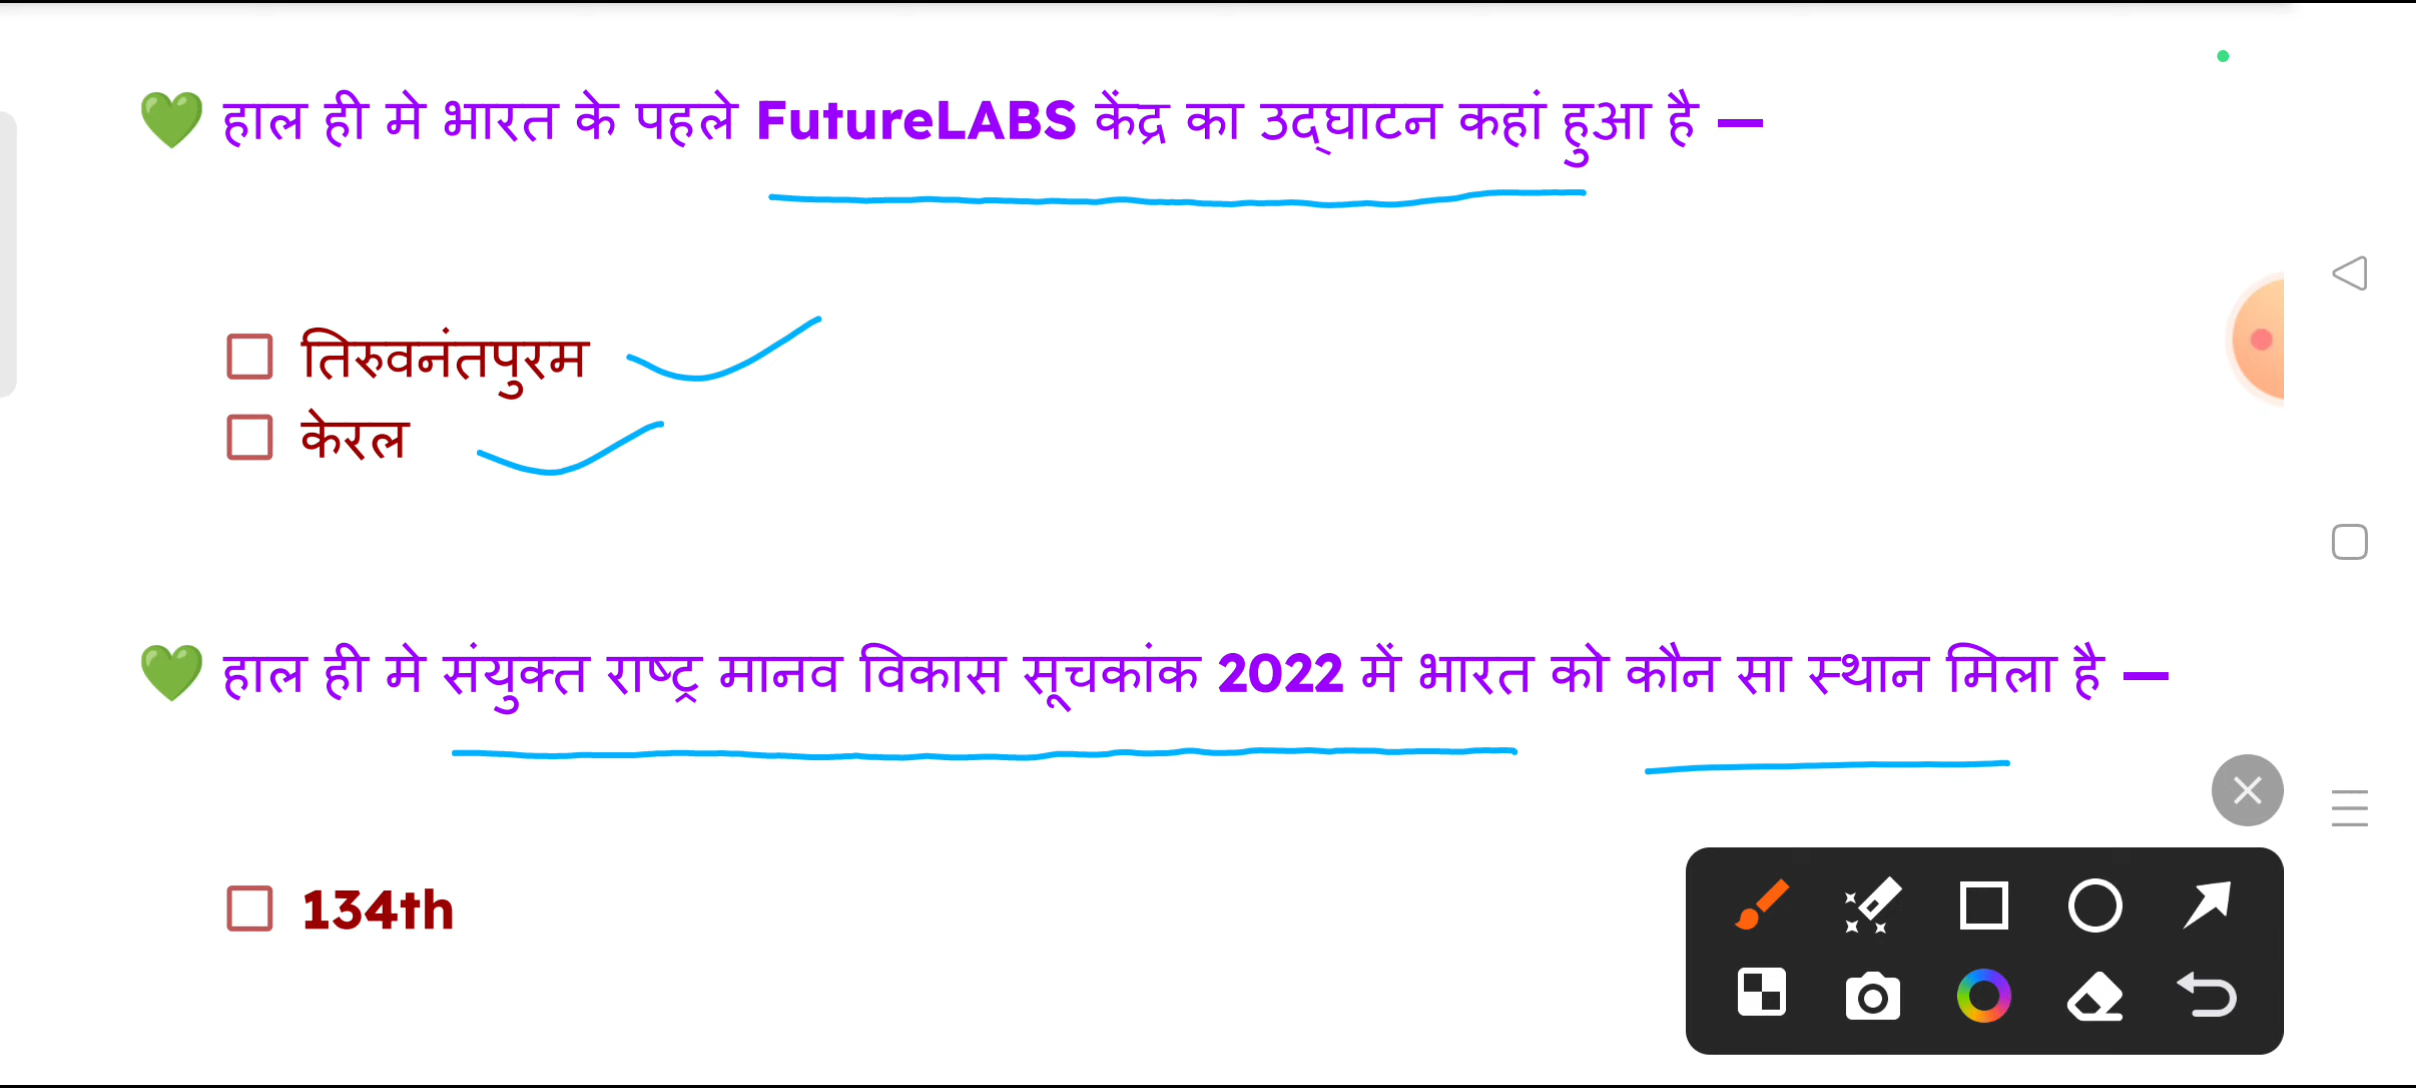 हाल ही मे भारत के पहले FutureLABS केंद्र का उद्घाटन कहां हुआ है —
तिरुवनंतपुरम
केरल
हाल ही मे संयुक्त राष्ट्र मानव विकास सूचकांक 2022 में भारत को कौन सा स्थान मिला है —
134th